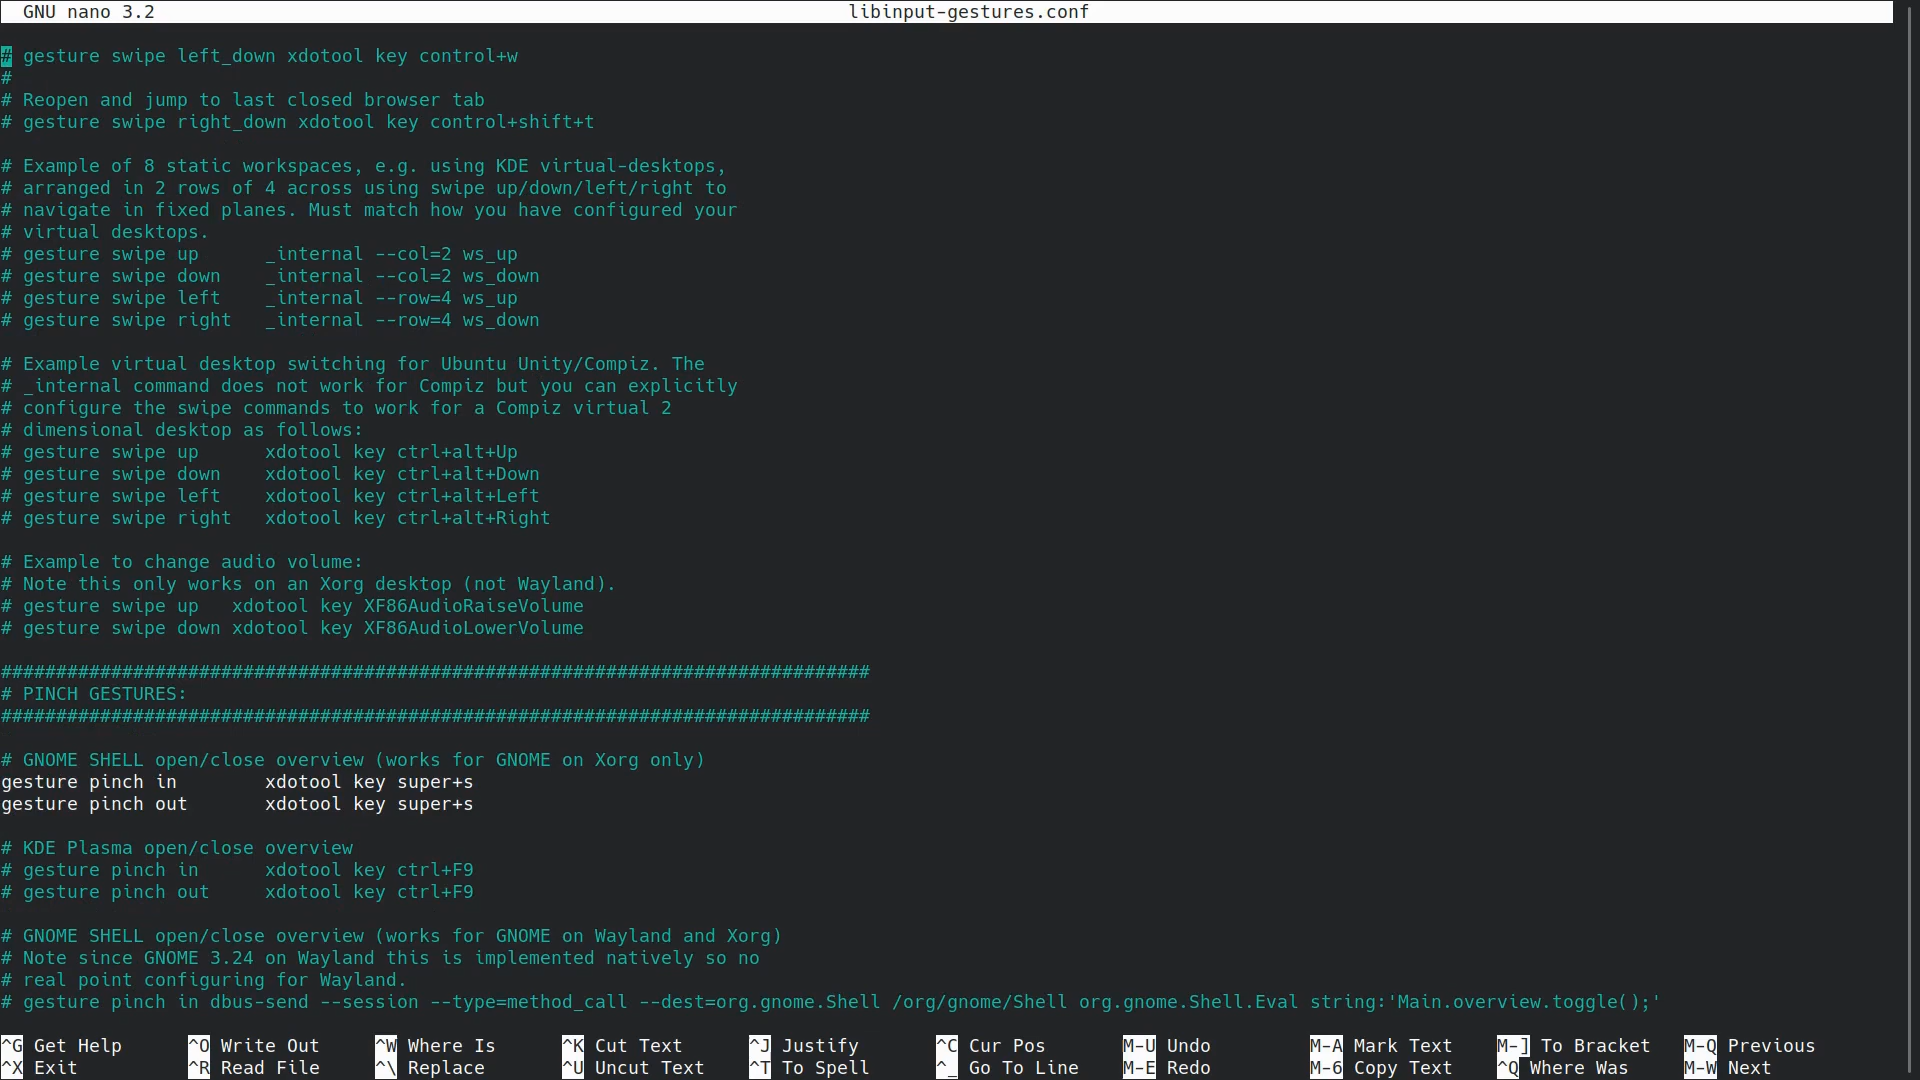 GNU nano 3.2 libinput-gestures.conf
# gesture swipe left_down xdotool key control+w
#
# Reopen and jump to last closed browser tab
# gesture swipe right_down xdotool key control+shift+t
# Example of 8 static workspaces, e.g. using KDE virtual-desktops,
# arranged in 2 rows of 4 across using swipe up/down/left/right to
# navigate in fixed planes. Must match how you have configured your
# virtual desktops.
# gesture swipe up      _internal --col=2 ws_up
# gesture swipe down    _internal --col=2 ws_down
# gesture swipe left    _internal --row=4 ws_up
# gesture swipe right   _internal --row=4 ws_down
# Example virtual desktop switching for Ubuntu Unity/Compiz. The
# _internal command does not work for Compiz but you can explicitly
# configure the swipe commands to work for a Compiz virtual 2
# dimensional desktop as follows:
# gesture swipe up      xdotool key ctrl+alt+Up
# gesture swipe down    xdotool key ctrl+alt+Down
# gesture swipe left    xdotool key ctrl+alt+Left
# gesture swipe right   xdotool key ctrl+alt+Right
# Example to change audio volume:
# Note this only works on an Xorg desktop (not Wayland).
# gesture swipe up   xdotool key XF86AudioRaiseVolume
# gesture swipe down xdotool key XF86AudioLowerVolume
###############################################################################
# PINCH GESTURES:
###############################################################################
# GNOME SHELL open/close overview (works for GNOME on Xorg only)
gesture pinch in        xdotool key super+s
gesture pinch out       xdotool key super+s
# KDE Plasma open/close overview
# gesture pinch in      xdotool key ctrl+F9
# gesture pinch out     xdotool key ctrl+F9
# GNOME SHELL open/close overview (works for GNOME on Wayland and Xorg)
# Note since GNOME 3.24 on Wayland this is implemented natively so no
# real point configuring for Wayland.
# gesture pinch in dbus-send --session --type=method_call --dest=org.gnome.Shell /org/gnome/Shell org.gnome.Shell.Eval string:'Main.overview.toggle();'
^G Get Help ^O Write Out ^W Where Is ^K Cut Text ^J Justify ^C Cur Pos M-U Undo M-A Mark Text M-] To Bracket M-Q Previous
^X Exit ^R Read File ^\ Replace ^U Uncut Text ^T To Spell ^_ Go To Line M-E Redo M-6 Copy Text ^Q Where Was M-W Next